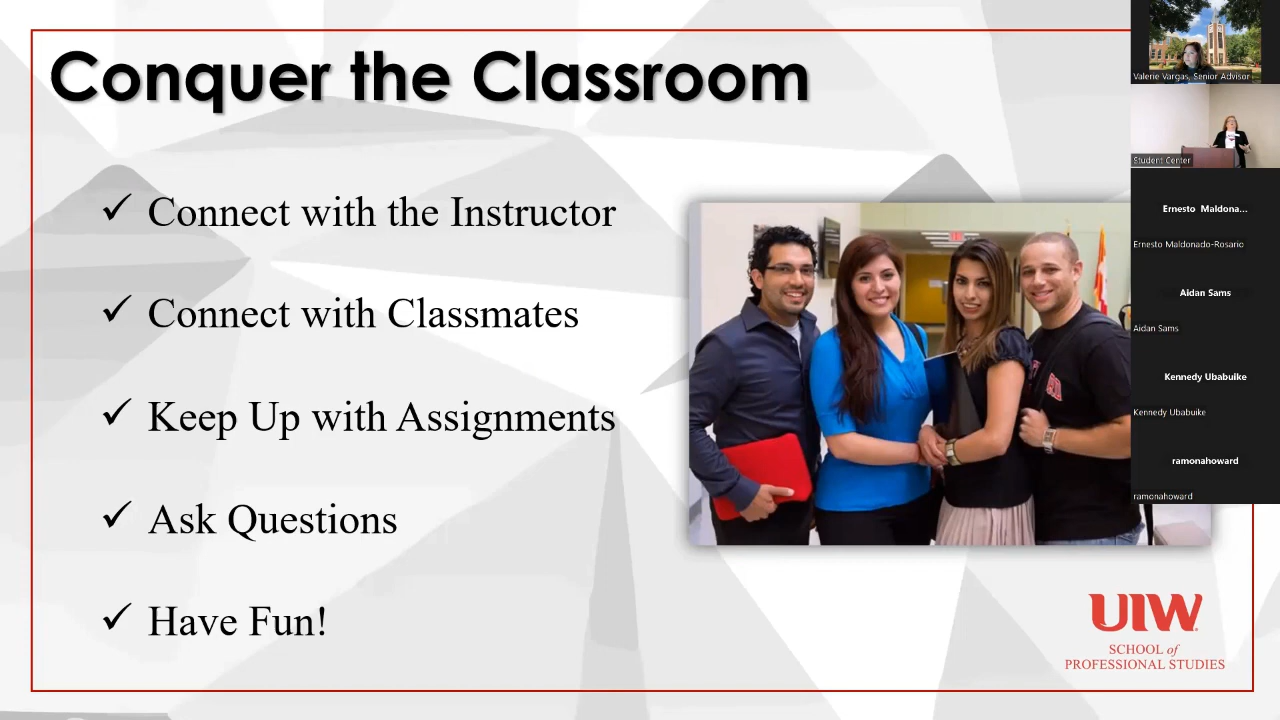 Conquer the Classroom
✓ Connect with the Instructor
✓ Connect with Classmates
✓ Keep Up with Assignments
✓ Ask Questions
✓ Have Fun!
UIW
SCHOOL of
PROFESSIONAL STUDIES
Valerie Vargas, Senior Advisor
Student Center
Ernesto Maldona...
Ernesto Maldonado-Rosario
Aidan Sams
Aidan Sams
Kennedy Ubabuike
Kennedy Ubabuike
ramonahoward
ramonahoward